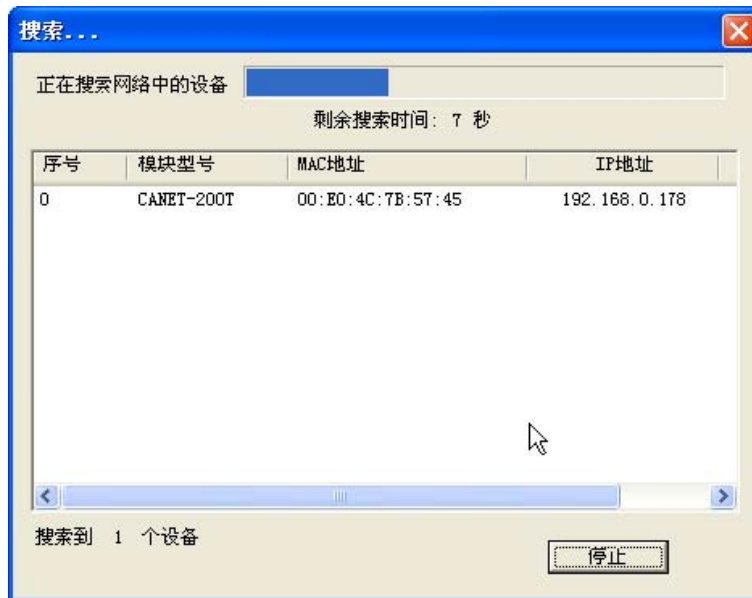 搜索...
正在搜索网络中的设备
剩余搜索时间: 7 秒
序号 模块型号 MAC地址 IP地址
0 CANET-200T 00:E0:4C:7B:57:45 192.168.0.178
搜索到 1 个设备
停止